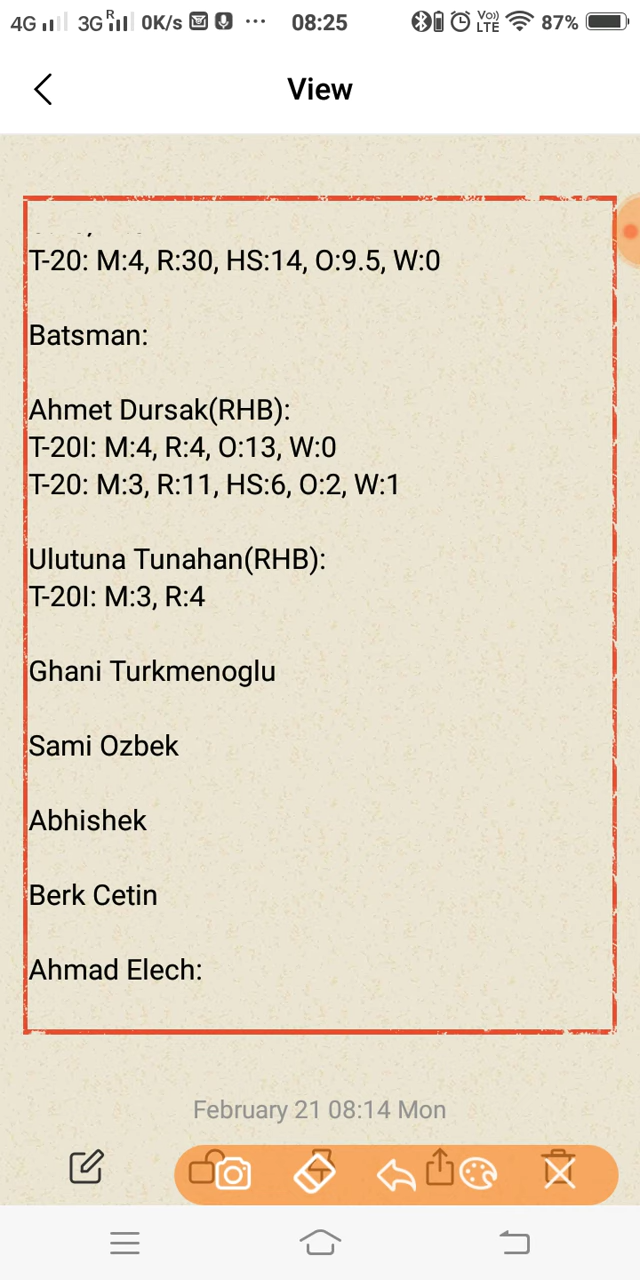 4G 3G R 0K/s ... 08:25 Vo)) LTE 87%
View
T-20: M:4, R:30, HS:14, O:9.5, W:0
Batsman:
Ahmet Dursak(RHB):
T-20I: M:4, R:4, O:13, W:0
T-20: M:3, R:11, HS:6, O:2, W:1
Ulutuna Tunahan(RHB):
T-20I: M:3, R:4
Ghani Turkmenoglu
Sami Ozbek
Abhishek
Berk Cetin
Ahmad Elech:
February 21 08:14 Mon